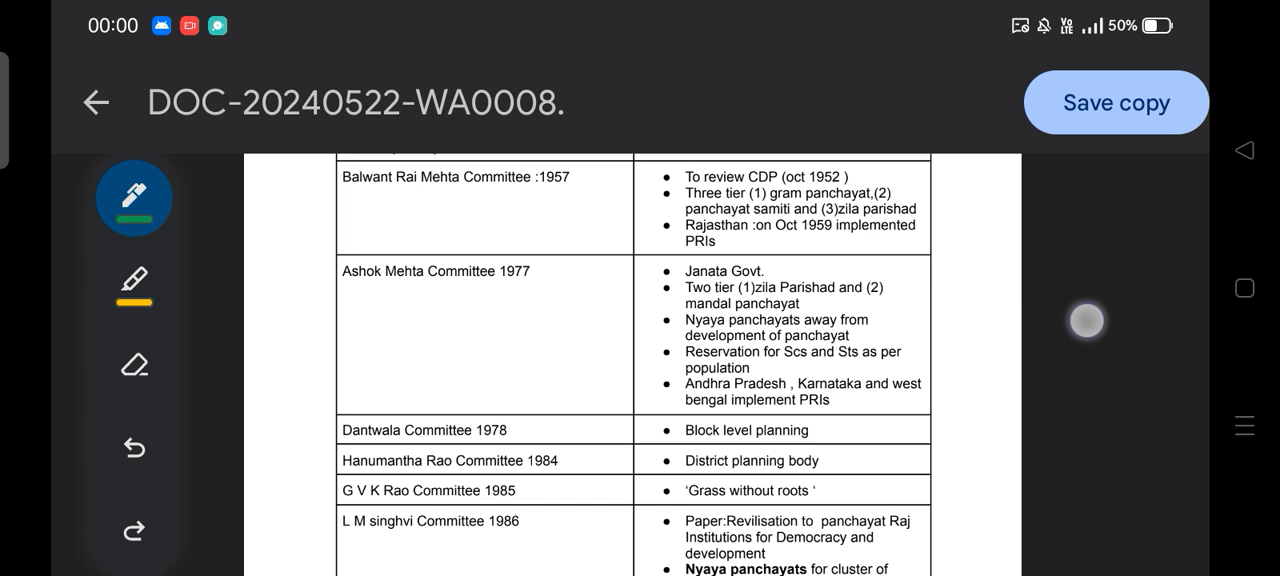 00:00
VO LTE 50%
DOC-20240522-WA0008.
Save copy
Balwant Rai Mehta Committee :1957
● To review CDP (oct 1952 )
● Three tier (1) gram panchayat,(2)
panchayat samiti and (3)zila parishad
● Rajasthan :on Oct 1959 implemented
PRIs
Ashok Mehta Committee 1977
● Janata Govt.
● Two tier (1)zila Parishad and (2)
mandal panchayat
● Nyaya panchayats away from
development of panchayat
● Reservation for Scs and Sts as per
population
● Andhra Pradesh , Karnataka and west
bengal implement PRIs
Dantwala Committee 1978
● Block level planning
Hanumantha Rao Committee 1984
● District planning body
G V K Rao Committee 1985
● ‘Grass without roots ‘
L M singhvi Committee 1986
● Paper:Revilisation to panchayat Raj
Institutions for Democracy and
development
● Nyaya panchayats for cluster of